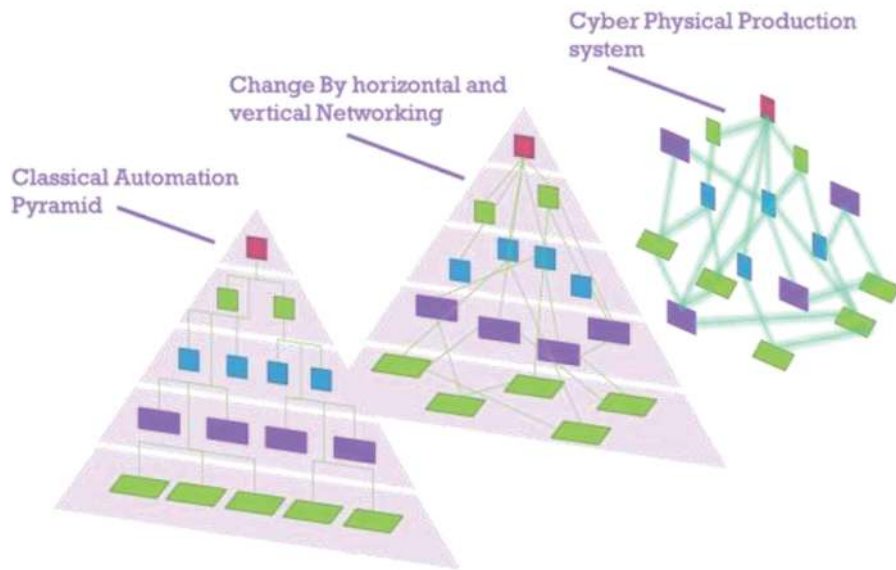 Cyber Physical Production
system
Change By horizontal and
vertical Networking
Classical Automation
Pyramid